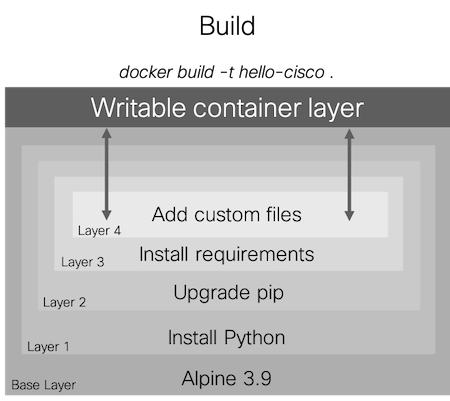 Build
docker build -t hello-cisco .
Writable container layer
Add custom files
Layer 4
Install requirements
Layer 3
Upgrade pip
Layer 2
Install Python
Layer 1
Alpine 3.9
Base Layer